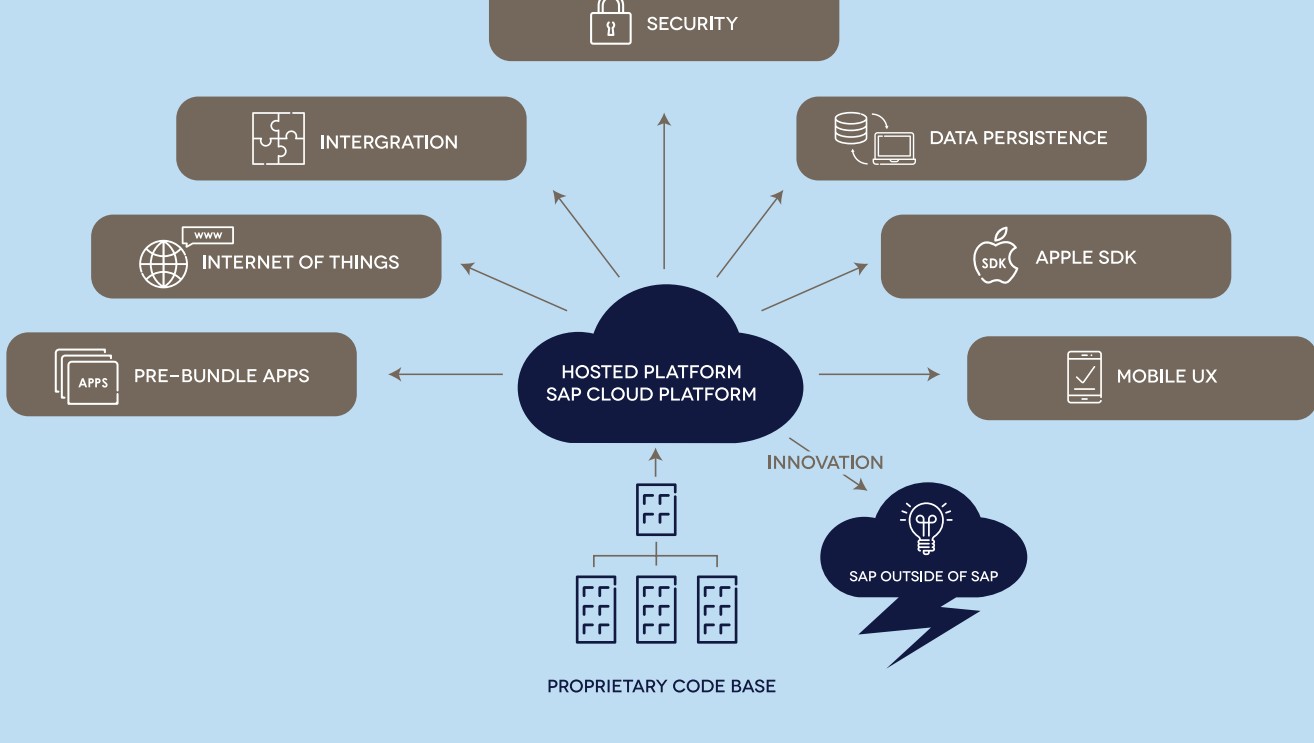 SECURITY
INTERGRATION
DATA PERSISTENCE
WWW
INTERNET OF THINGS
SDK
APPLE SDK
APPS
PRE-BUNDLE APPS
HOSTED PLATFORM
SAP CLOUD PLATFORM
MOBILE UX
INNOVATION
SAP OUTSIDE OF SAP
PROPRIETARY CODE BASE